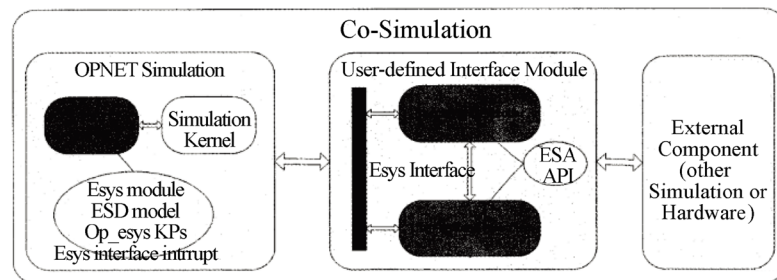 Co-Simulation
OPNET Simulation
Simulation
Kernel
Esys module
ESD model
Op_esys KPs
Esys interface intrrupt
User-defined Interface Module
Esys Interface
ESA
API
External
Component
(other
Simulation or
Hardware)